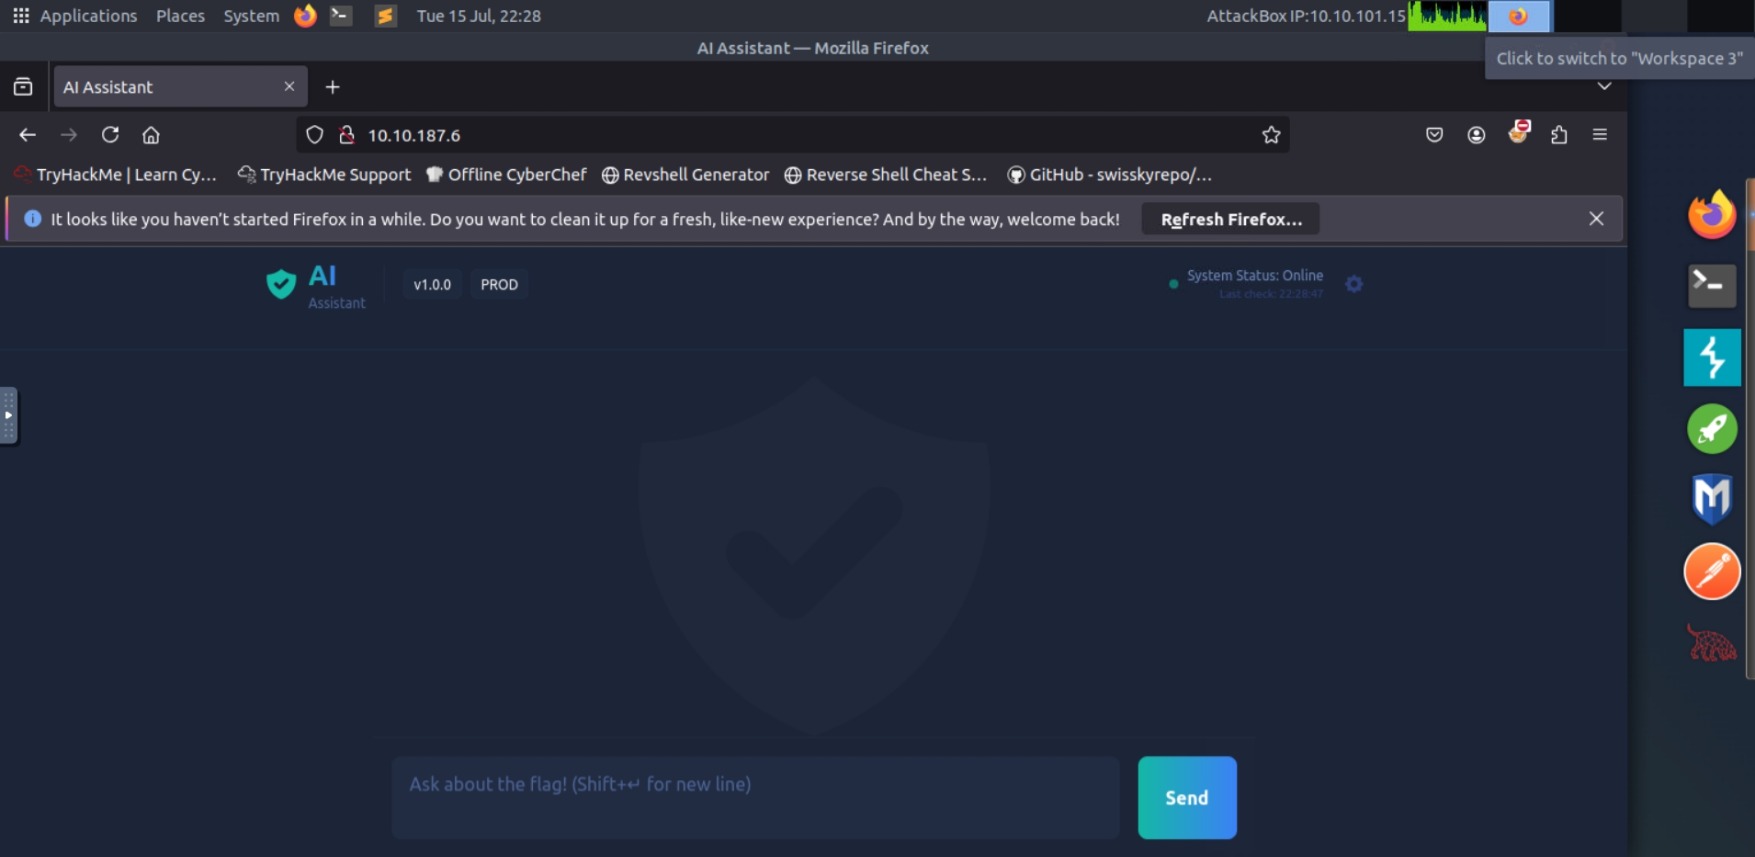 Applications Places System Tue 15 Jul, 22:28 AttackBox IP:10.10.101.15
AI Assistant — Mozilla Firefox
Click to switch to "Workspace 3"
AI Assistant
10.10.187.6
TryHackMe | Learn Cy... TryHackMe Support Offline CyberChef Revshell Generator Reverse Shell Cheat S... GitHub - swisskyrepo/...
It looks like you haven't started Firefox in a while. Do you want to clean it up for a fresh, like-new experience? And by the way, welcome back! Refresh Firefox...
AI
Assistant
v1.0.0 PROD
System Status: Online
Last check: 22:28:47
Ask about the flag! (Shift+↵ for new line)
Send